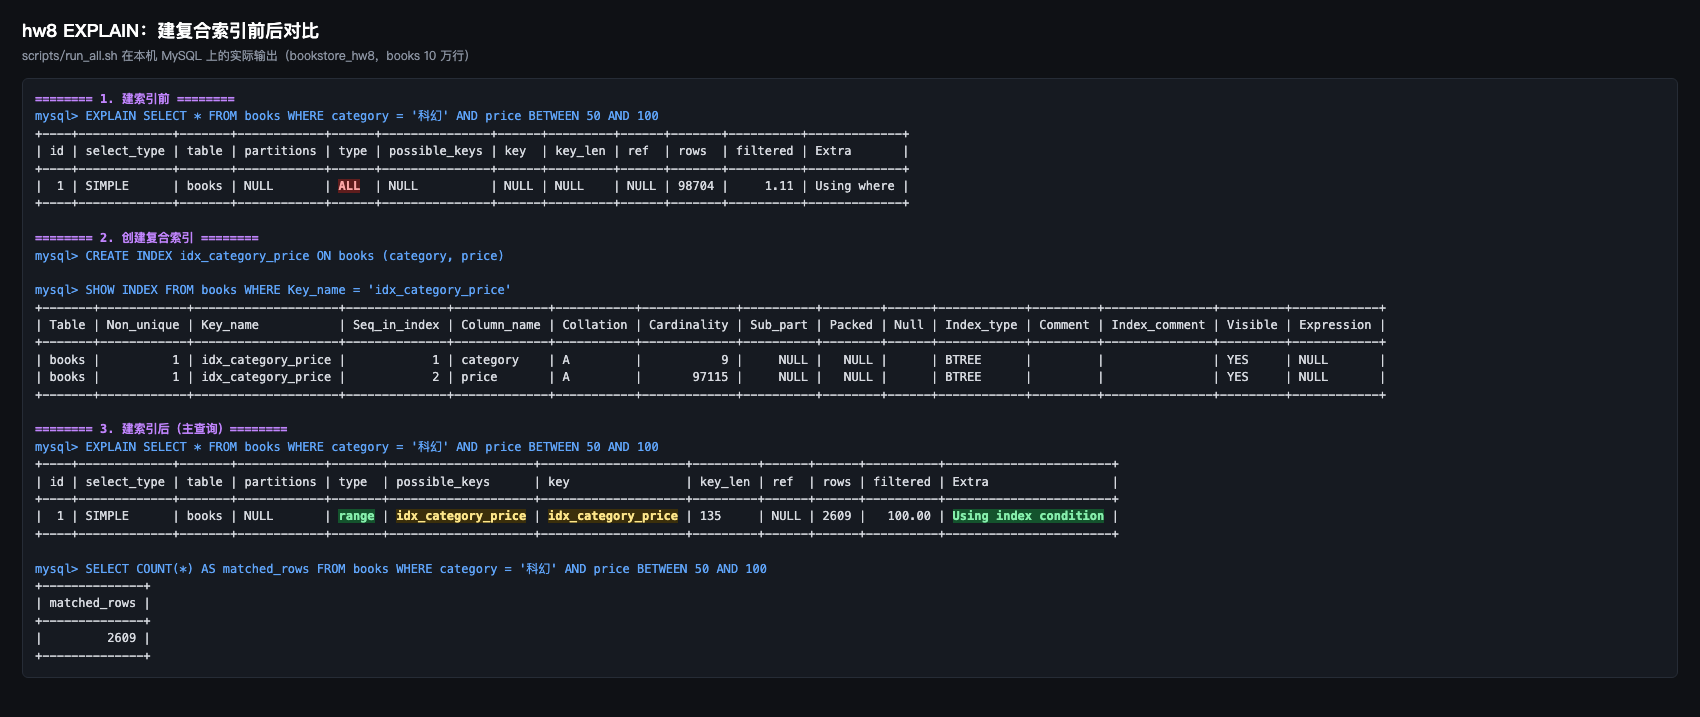 hw8 EXPLAIN：建复合索引前后对比
scripts/run_all.sh 在本机 MySQL 上的实际输出（bookstore_hw8，books 10 万行）
======== 1. 建索引前 ========
mysql> EXPLAIN SELECT * FROM books WHERE category = '科幻' AND price BETWEEN 50 AND 100
+----+-------------+-------+------------+------+---------------+------+---------+------+-------+----------+-------------+
| id | select_type | table | partitions | type | possible_keys | key  | key_len | ref  | rows  | filtered | Extra       |
+----+-------------+-------+------------+------+---------------+------+---------+------+-------+----------+-------------+
|  1 | SIMPLE      | books | NULL       | ALL  | NULL          | NULL | NULL    | NULL | 98704 |     1.11 | Using where |
+----+-------------+-------+------------+------+---------------+------+---------+------+-------+----------+-------------+
======== 2. 创建复合索引 ========
mysql> CREATE INDEX idx_category_price ON books (category, price)
mysql> SHOW INDEX FROM books WHERE Key_name = 'idx_category_price'
+-------+------------+--------------------+--------------+-------------+-----------+-------------+----------+--------+------+------------+---------+---------------+---------+------------+
| Table | Non_unique | Key_name           | Seq_in_index | Column_name | Collation | Cardinality | Sub_part | Packed | Null | Index_type | Comment | Index_comment | Visible | Expression |
+-------+------------+--------------------+--------------+-------------+-----------+-------------+----------+--------+------+------------+---------+---------------+---------+------------+
| books |          1 | idx_category_price |            1 | category    | A         |           9 |     NULL |   NULL |      | BTREE      |         |               | YES     | NULL       |
| books |          1 | idx_category_price |            2 | price       | A         |       97115 |     NULL |   NULL |      | BTREE      |         |               | YES     | NULL       |
+-------+------------+--------------------+--------------+-------------+-----------+-------------+----------+--------+------+------------+---------+---------------+---------+------------+
======== 3. 建索引后（主查询）========
mysql> EXPLAIN SELECT * FROM books WHERE category = '科幻' AND price BETWEEN 50 AND 100
+----+-------------+-------+------------+-------+--------------------+--------------------+---------+------+------+----------+-----------------------+
| id | select_type | table | partitions | type  | possible_keys      | key                | key_len | ref  | rows | filtered | Extra                 |
+----+-------------+-------+------------+-------+--------------------+--------------------+---------+------+------+----------+-----------------------+
|  1 | SIMPLE      | books | NULL       | range | idx_category_price | idx_category_price | 135     | NULL | 2609 |   100.00 | Using index condition |
+----+-------------+-------+------------+-------+--------------------+--------------------+---------+------+------+----------+-----------------------+
mysql> SELECT COUNT(*) AS matched_rows FROM books WHERE category = '科幻' AND price BETWEEN 50 AND 100
+--------------+
| matched_rows |
+--------------+
|         2609 |
+--------------+